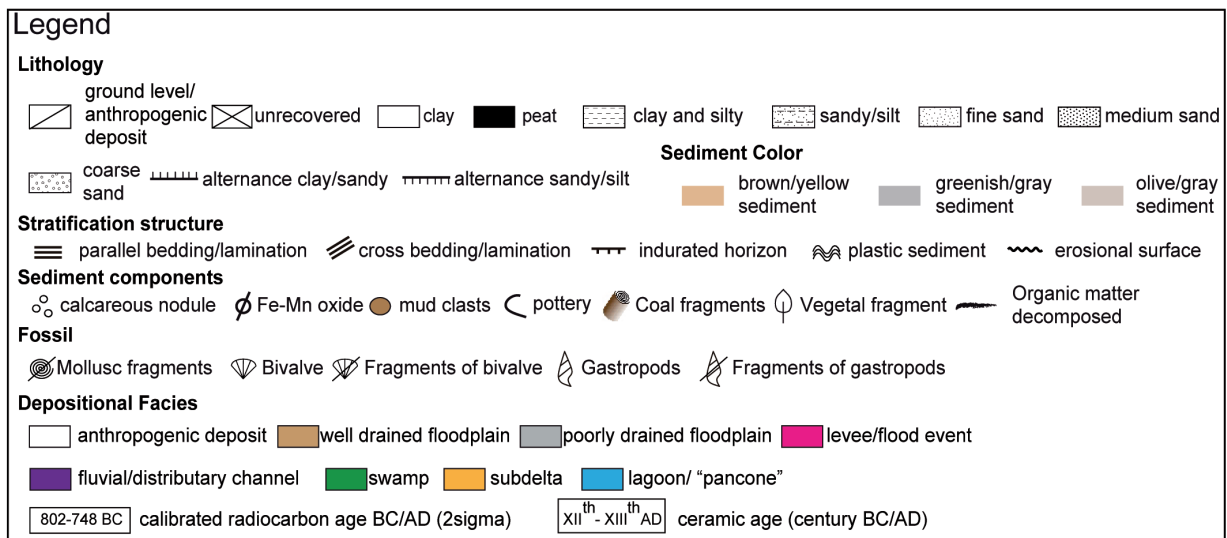 Legend
Lithology
ground level/
anthropogenic
deposit
unrecovered
clay
peat
clay and silty
sandy/silt
fine sand
medium sand
coarse
sand
alternance clay/sandy
alternance sandy/silt
Sediment Color
brown/yellow
sediment
greenish/gray
sediment
olive/gray
sediment
Stratification structure
parallel bedding/lamination
cross bedding/lamination
indurated horizon
plastic sediment
erosional surface
Sediment components
calcareous nodule
Fe-Mn oxide
mud clasts
pottery
Coal fragments
Vegetal fragment
Organic matter
decomposed
Fossil
Mollusc fragments
Bivalve
Fragments of bivalve
Gastropods
Fragments of gastropods
Depositional Facies
anthropogenic deposit
well drained floodplain
poorly drained floodplain
levee/flood event
fluvial/distributary channel
swamp
subdelta
lagoon/ “pancone”
802-748 BC
calibrated radiocarbon age BC/AD (2sigma)
XIIth- XIIIth AD
ceramic age (century BC/AD)